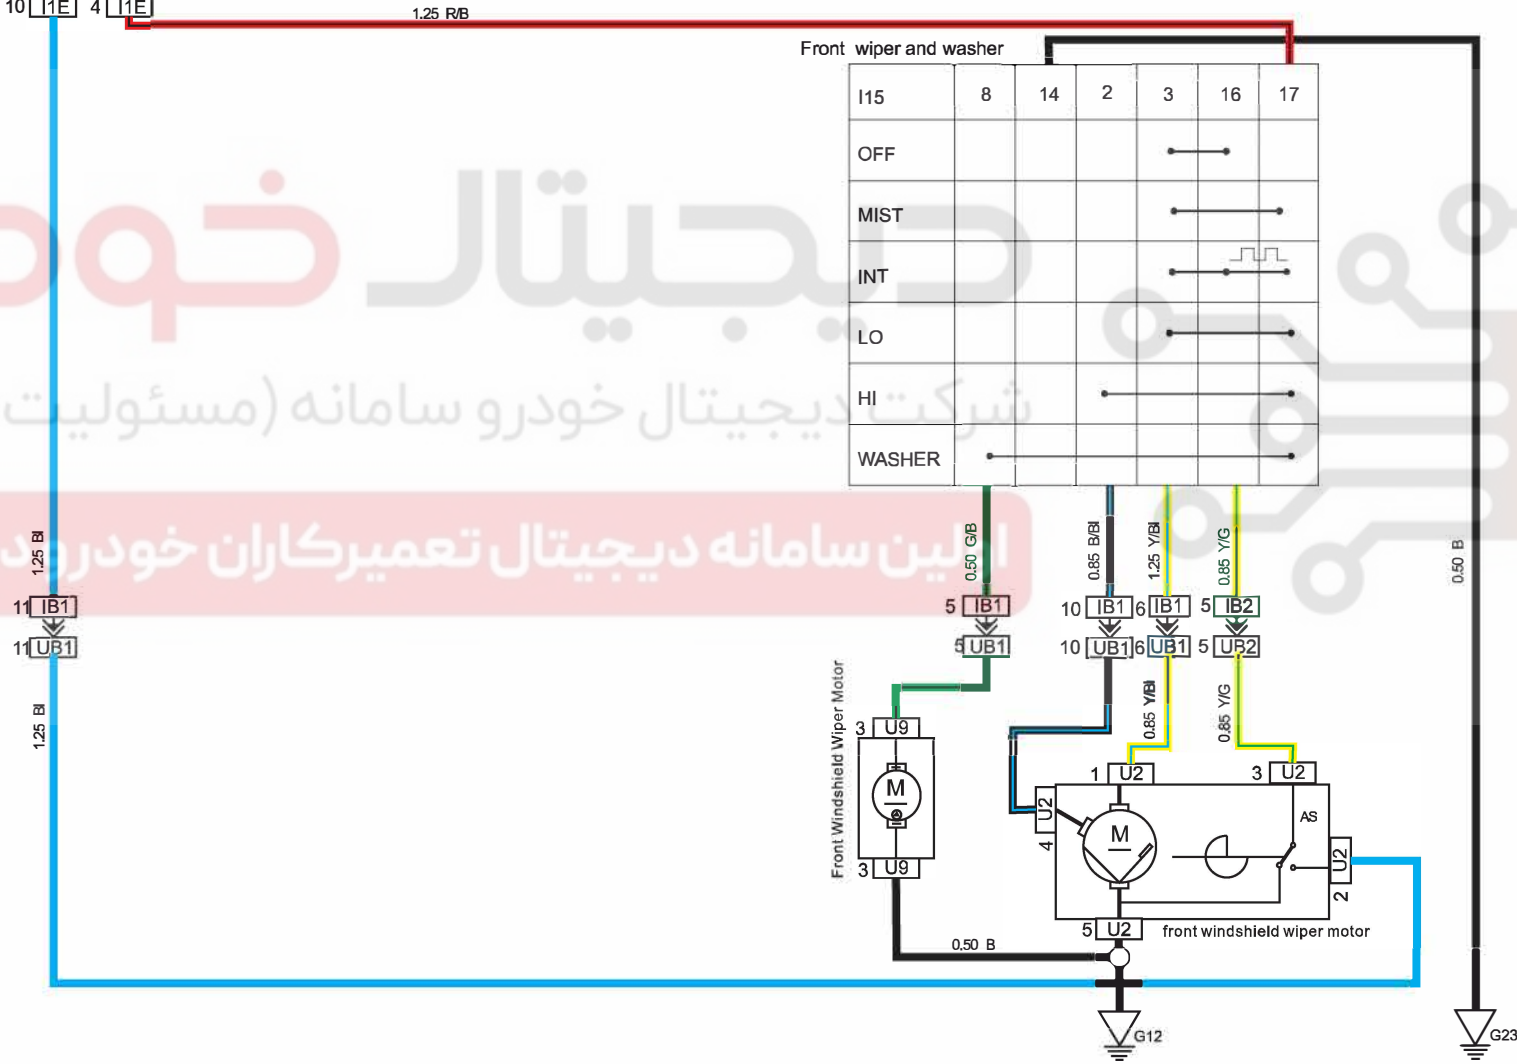 10 I1E 4 I1E
1.25 R/B
Front wiper and washer
I15 8 14 2 3 16 17
OFF
MIST
INT
LO
HI
WASHER
دیجیتال خود
شرکت دیجیتال خودرو سامانه (مسئولیت
اولین سامانه دیجیتال تعمیرکاران خودرو در
1.25 Bl
0.50 G/B
0.85 B/Bl
1.25 Y/Bl
0.85 Y/G
0.50 B
11 IB1
5 IB1
10 IB1
6 IB1
5 IB2
11 UB1
5 UB1
10 UB1
6 UB1
5 UB2
1.25 Bl
0.85 Y/Bl
0.85 Y/G
Front Windshield Wiper Motor
3 U9
M
3 U9
1 U2
3 U2
U2
4
M
AS
U2
2
5 U2
front windshield wiper motor
0.50 B
G12
G23